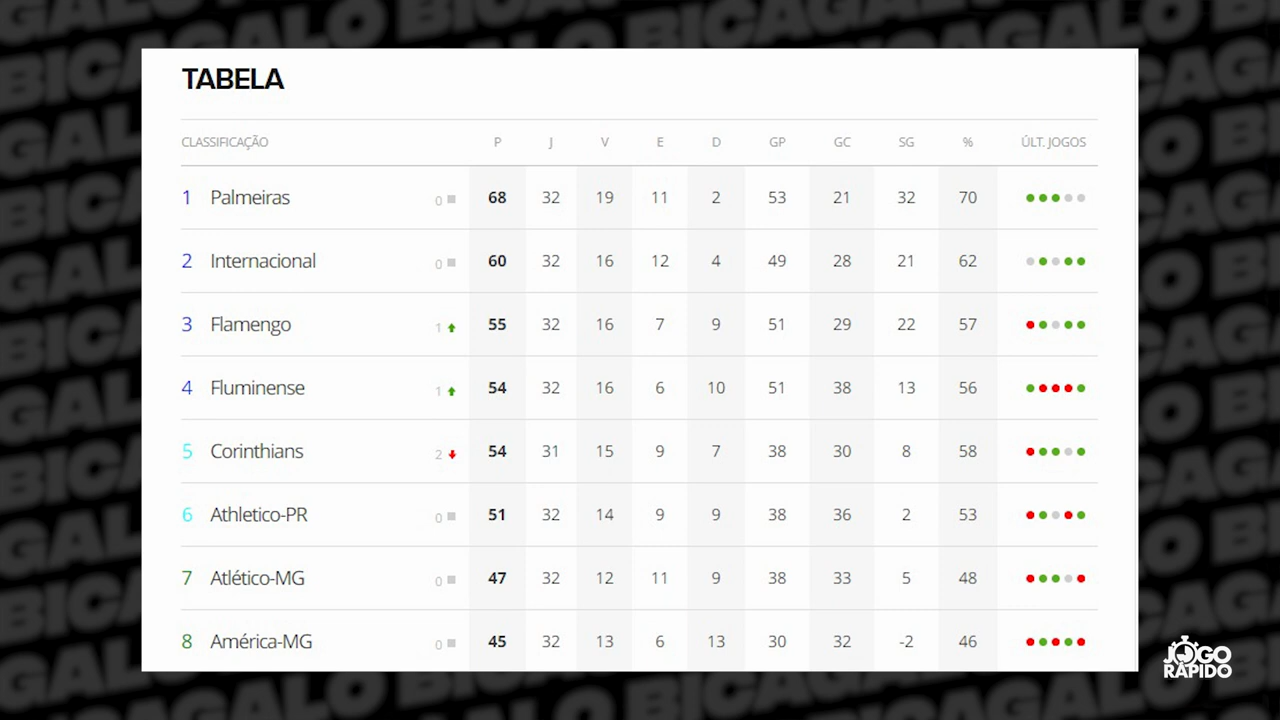 TABELA
CLASSIFICAÇÃO P J V E D GP GC SG % ÚLT. JOGOS
1 Palmeiras 0 68 32 19 11 2 53 21 32 70
2 Internacional 0 60 32 16 12 4 49 28 21 62
3 Flamengo 1 55 32 16 7 9 51 29 22 57
4 Fluminense 1 54 32 16 6 10 51 38 13 56
5 Corinthians 2 54 31 15 9 7 38 30 8 58
6 Athletico-PR 0 51 32 14 9 9 38 36 2 53
7 Atlético-MG 0 47 32 12 11 9 38 33 5 48
8 América-MG 0 45 32 13 6 13 30 32 -2 46
JOGO
RÁPIDO